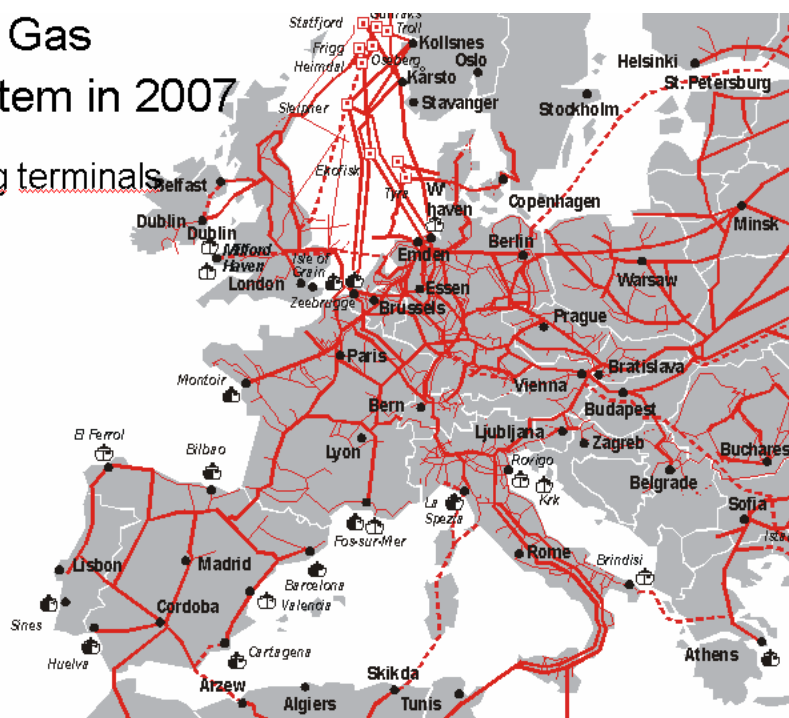 Gas
tem in 2007
g terminals
Statfjord
Gullfaks
Troll
Kollsnes
Frigg
Oseberg
Oslo
Heimdal
Kårsto
Helsinki
St. Petersburg
Sleipner
Stavanger
Stockholm
Ekofisk
Tyra
W
haven
Belfast
Copenhagen
Dublin
Dublin
Minsk
Milford
Haven
Isle of
Grain
Emden
Berlin
Warsaw
London
Zeebrugge
Essen
Brussels
Prague
Paris
Montoir
Bern
Vienna
Bratislava
Budapest
El Ferrol
Bilbao
Lyon
Ljubljana
Zagreb
Rovigo
Krk
Belgrade
Buchares
La
Spezia
Sofia
Fos-sur-Mer
Lisbon
Madrid
Barcelona
Rome
Brindisi
Valencia
Sines
Cordoba
Huelva
Cartagena
Athens
Arzew
Algiers
Skikda
Tunis